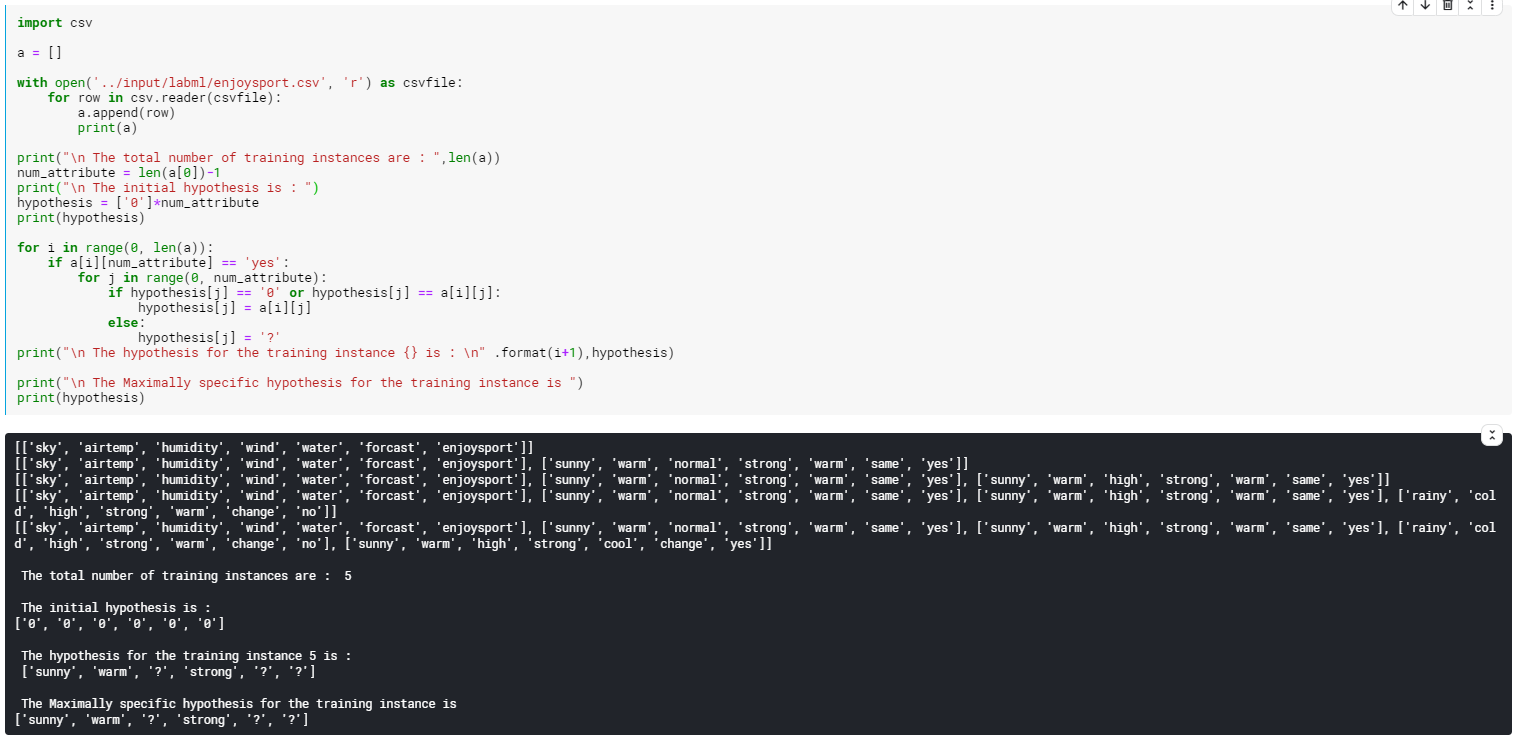 import csv
a = []
with open('../input/labml/enjoysport.csv', 'r') as csvfile:
    for row in csv.reader(csvfile):
        a.append(row)
        print(a)
print("\n The total number of training instances are : ",len(a))
num_attribute = len(a[0])-1
print("\n The initial hypothesis is : ")
hypothesis = ['0']*num_attribute
print(hypothesis)
for i in range(0, len(a)):
    if a[i][num_attribute] == 'yes':
        for j in range(0, num_attribute):
            if hypothesis[j] == '0' or hypothesis[j] == a[i][j]:
                hypothesis[j] = a[i][j]
            else:
                hypothesis[j] = '?'
print("\n The hypothesis for the training instance {} is : \n" .format(i+1),hypothesis)
print("\n The Maximally specific hypothesis for the training instance is ")
print(hypothesis)
[['sky', 'airtemp', 'humidity', 'wind', 'water', 'forcast', 'enjoysport']]
[['sky', 'airtemp', 'humidity', 'wind', 'water', 'forcast', 'enjoysport'], ['sunny', 'warm', 'normal', 'strong', 'warm', 'same', 'yes']]
[['sky', 'airtemp', 'humidity', 'wind', 'water', 'forcast', 'enjoysport'], ['sunny', 'warm', 'normal', 'strong', 'warm', 'same', 'yes'], ['sunny', 'warm', 'high', 'strong', 'warm', 'same', 'yes']]
[['sky', 'airtemp', 'humidity', 'wind', 'water', 'forcast', 'enjoysport'], ['sunny', 'warm', 'normal', 'strong', 'warm', 'same', 'yes'], ['sunny', 'warm', 'high', 'strong', 'warm', 'same', 'yes'], ['rainy', 'col
d', 'high', 'strong', 'warm', 'change', 'no']]
[['sky', 'airtemp', 'humidity', 'wind', 'water', 'forcast', 'enjoysport'], ['sunny', 'warm', 'normal', 'strong', 'warm', 'same', 'yes'], ['sunny', 'warm', 'high', 'strong', 'warm', 'same', 'yes'], ['rainy', 'col
d', 'high', 'strong', 'warm', 'change', 'no'], ['sunny', 'warm', 'high', 'strong', 'cool', 'change', 'yes']]
 The total number of training instances are :  5
 The initial hypothesis is :
['0', '0', '0', '0', '0', '0']
 The hypothesis for the training instance 5 is :
 ['sunny', 'warm', '?', 'strong', '?', '?']
 The Maximally specific hypothesis for the training instance is
['sunny', 'warm', '?', 'strong', '?', '?']